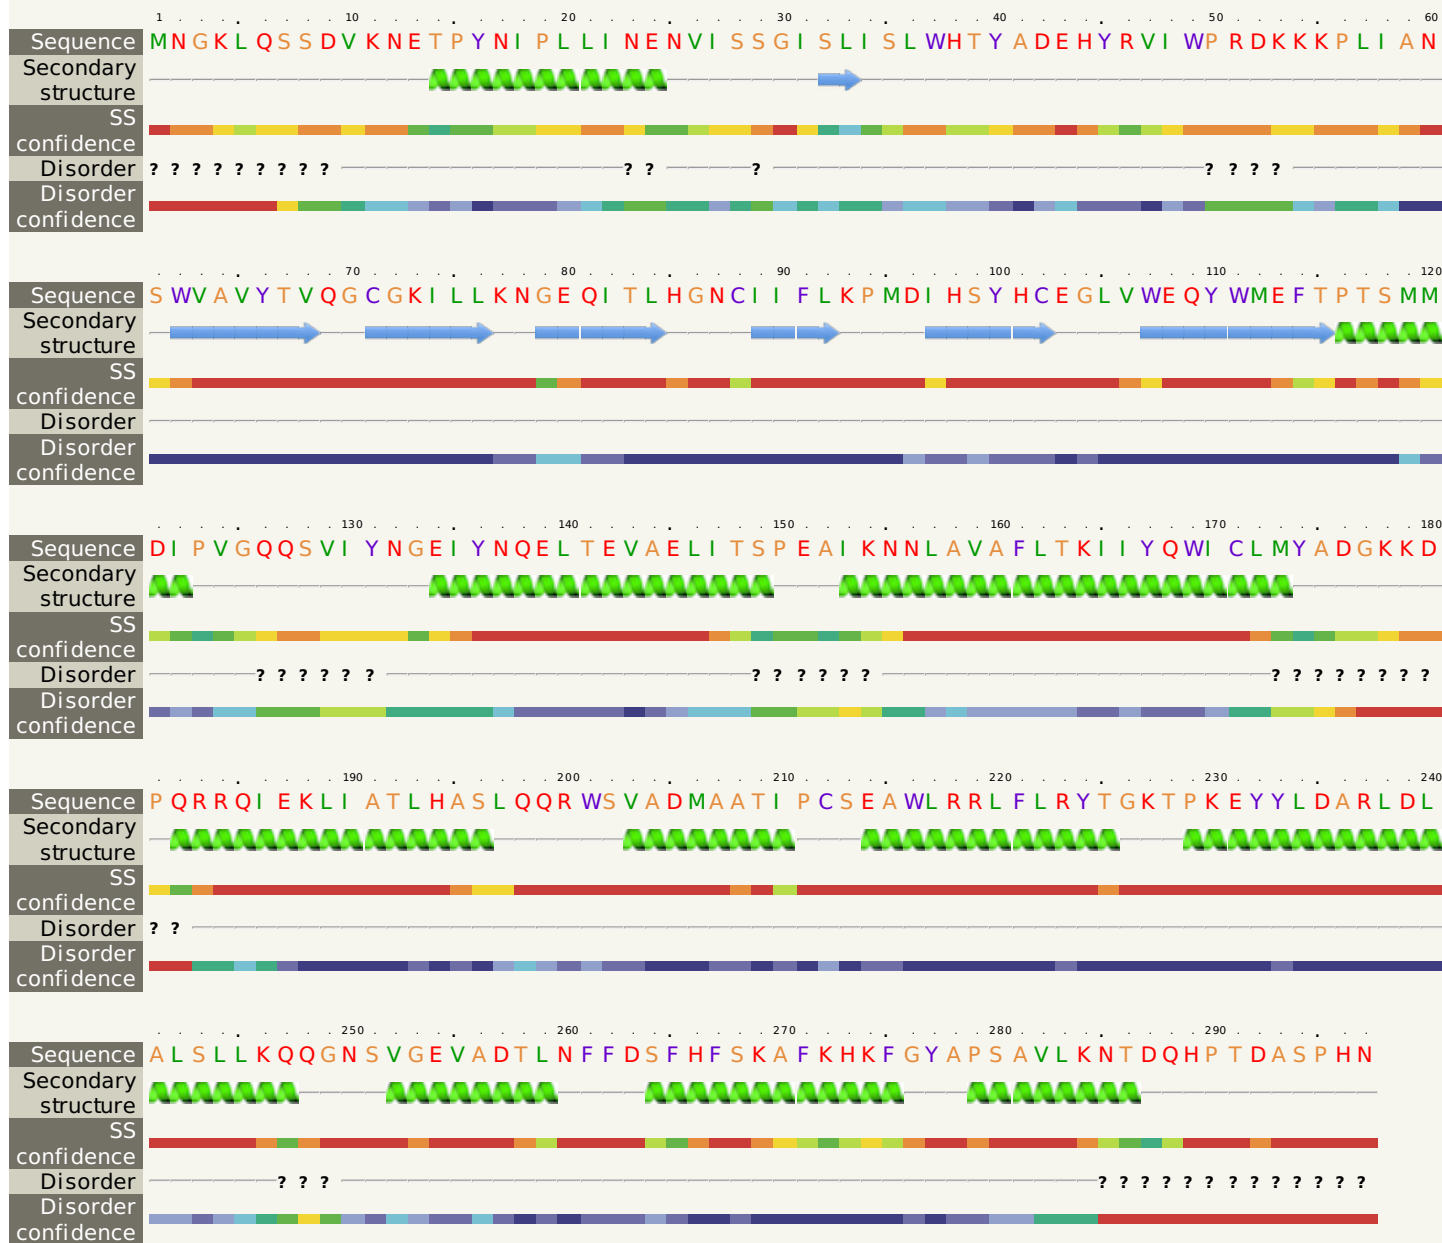 1 . . . . 10 . . . . 20 . . . . 30 . . . . 40 . . . . 50 . . . . 60
Sequence MNGKLQSSDVKNETPYNIPLLINENVISSGISLISLWHTYADEHYRVIWPRDKKKPLIAN
Secondary
structure
SS
confidence
Disorder ? ? ? ? ? ? ? ? ? ? ? ? ? ? ? ?
Disorder
confidence
. . . . . 70 . . . . 80 . . . . 90 . . . . 100 . . . . 110 . . . . 120
Sequence SWVAVYTVQGCGKILLKNGEQITLHGNCIIFLKPMDIHSYHCEGLVWEQYWMEFTPTSMM
Secondary
structure
SS
confidence
Disorder
Disorder
confidence
. . . . . 130 . . . . 140 . . . . 150 . . . . 160 . . . . 170 . . . . 180
Sequence DIPVGQQSVIYNGEIYNQELTEVAELITSPEAIKNNLAVAFLTKIIYQWICLMYADGKKD
Secondary
structure
SS
confidence
Disorder ? ? ? ? ? ? ? ? ? ? ? ? ? ? ? ? ? ? ? ?
Disorder
confidence
. . . . . 190 . . . . 200 . . . . 210 . . . . 220 . . . . 230 . . . . 240
Sequence PQRRQIEKLIATLHASLQQRWSVADMAATIPCSEAWLRRLFLRYTGKTPKEYYLDARLDL
Secondary
structure
SS
confidence
Disorder ? ?
Disorder
confidence
. . . . . 250 . . . . 260 . . . . 270 . . . . 280 . . . . 290 . . . . .
Sequence ALSLLKQQGNSVGEVADTLNFFDSFHFSKAFKHKFGYAPSAVLKNTDQHPTDASPHN
Secondary
structure
SS
confidence
Disorder ? ? ? ? ? ? ? ? ? ? ? ? ? ? ? ?
Disorder
confidence